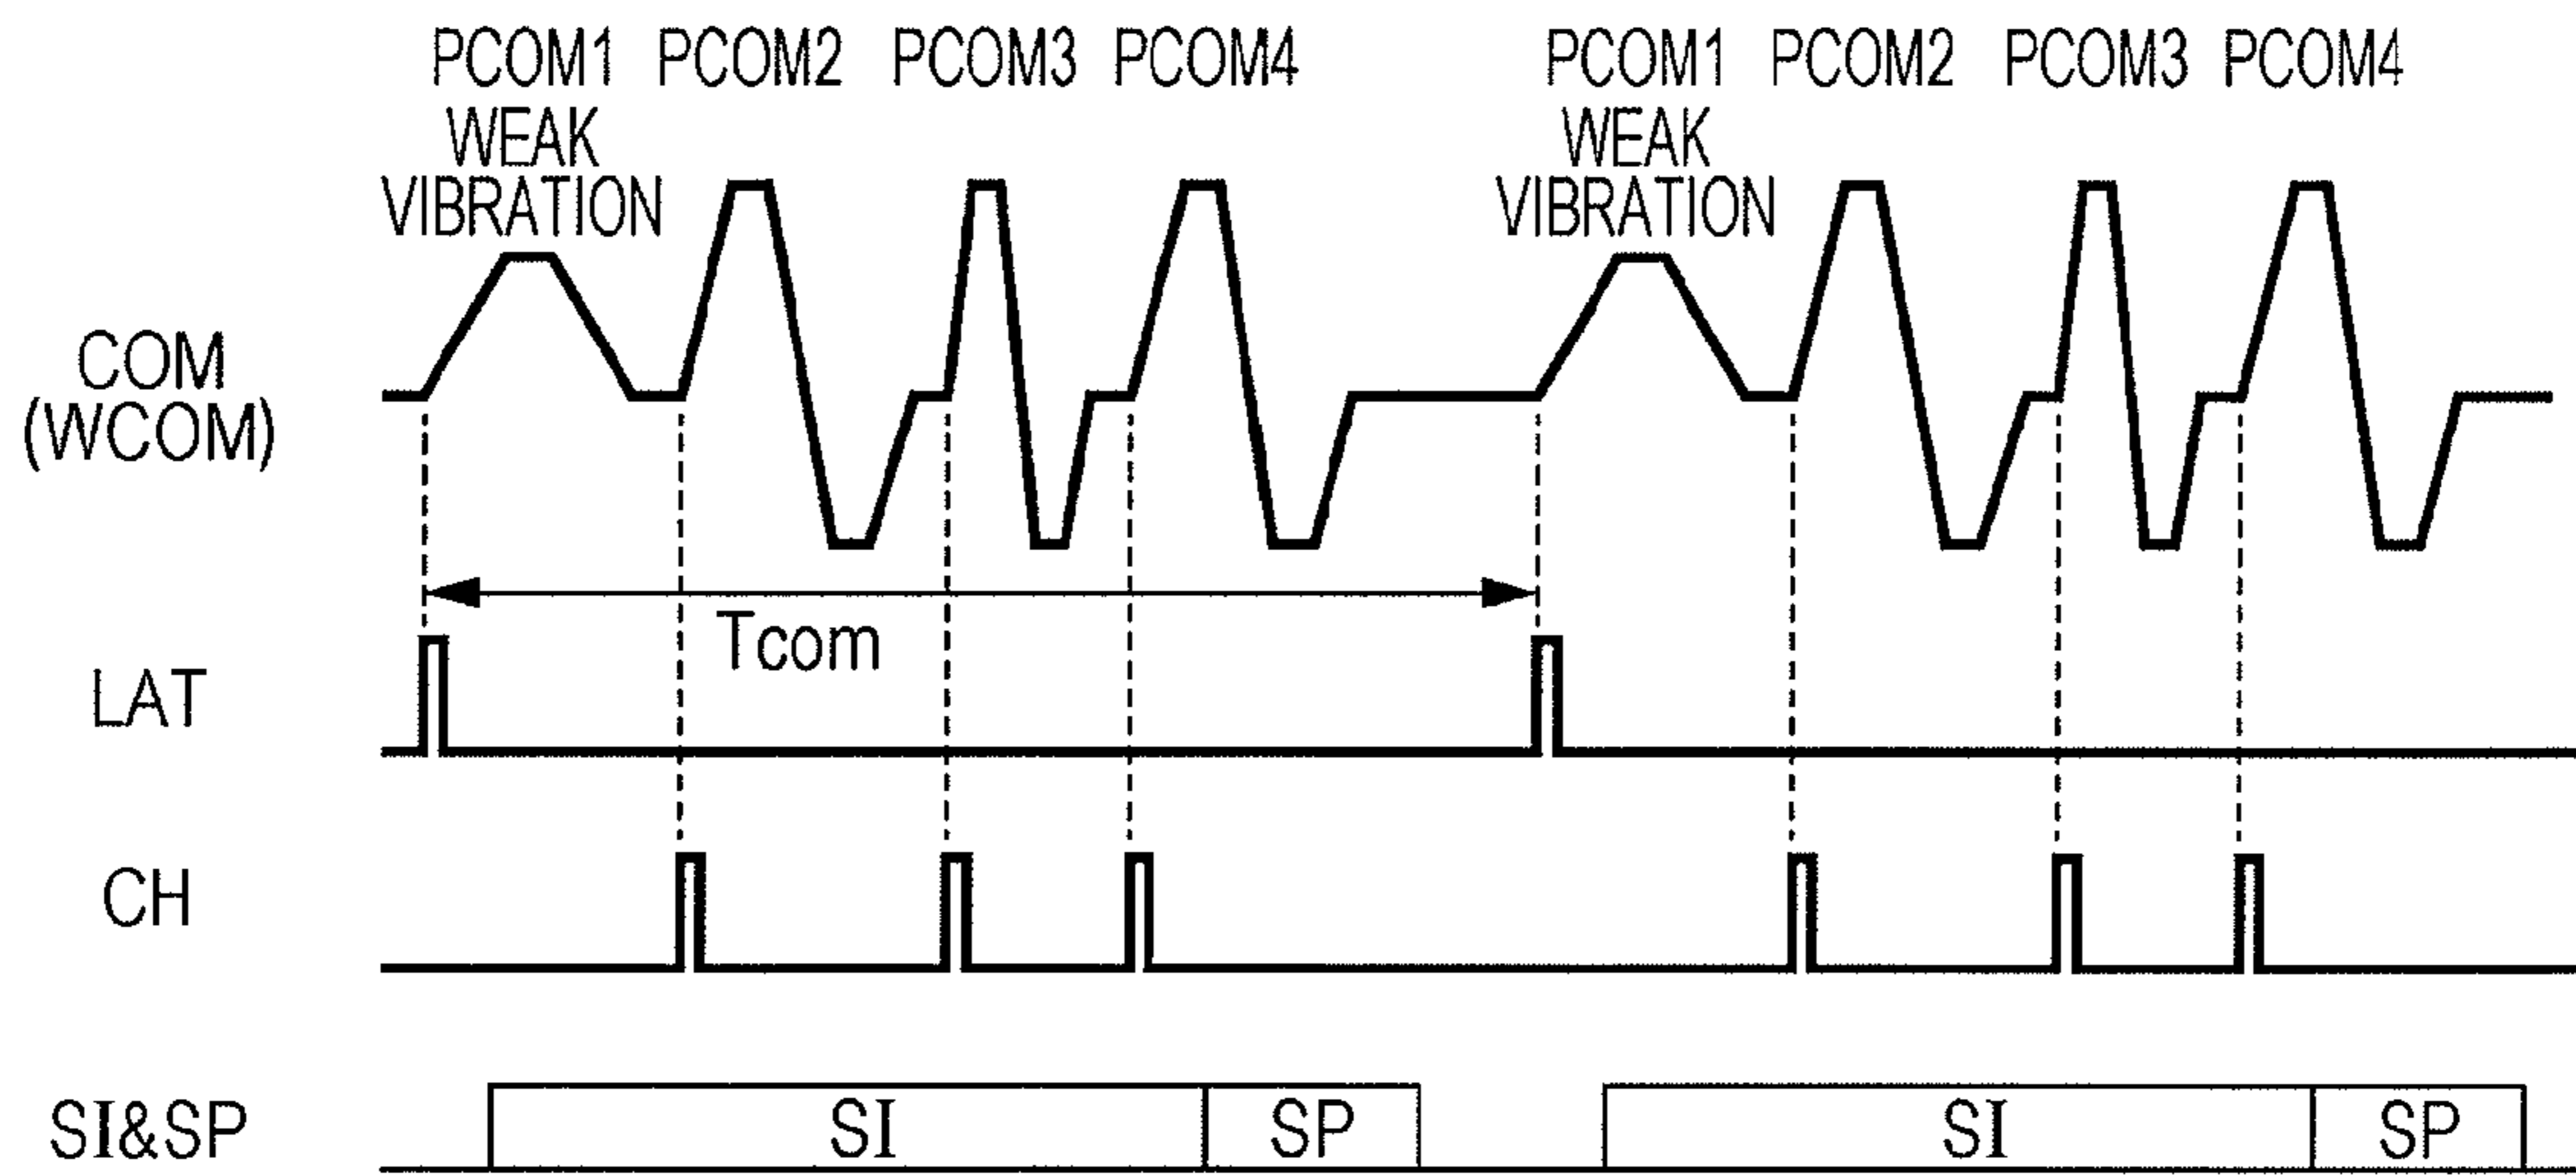 PCOM1 PCOM2 PCOM3 PCOM4 PCOM1 PCOM2 PCOM3 PCOM4
WEAK WEAK
VIBRATION VIBRATION
COM
(WCOM)
Tcom
LAT
CH
SI&SP SI SP SI SP